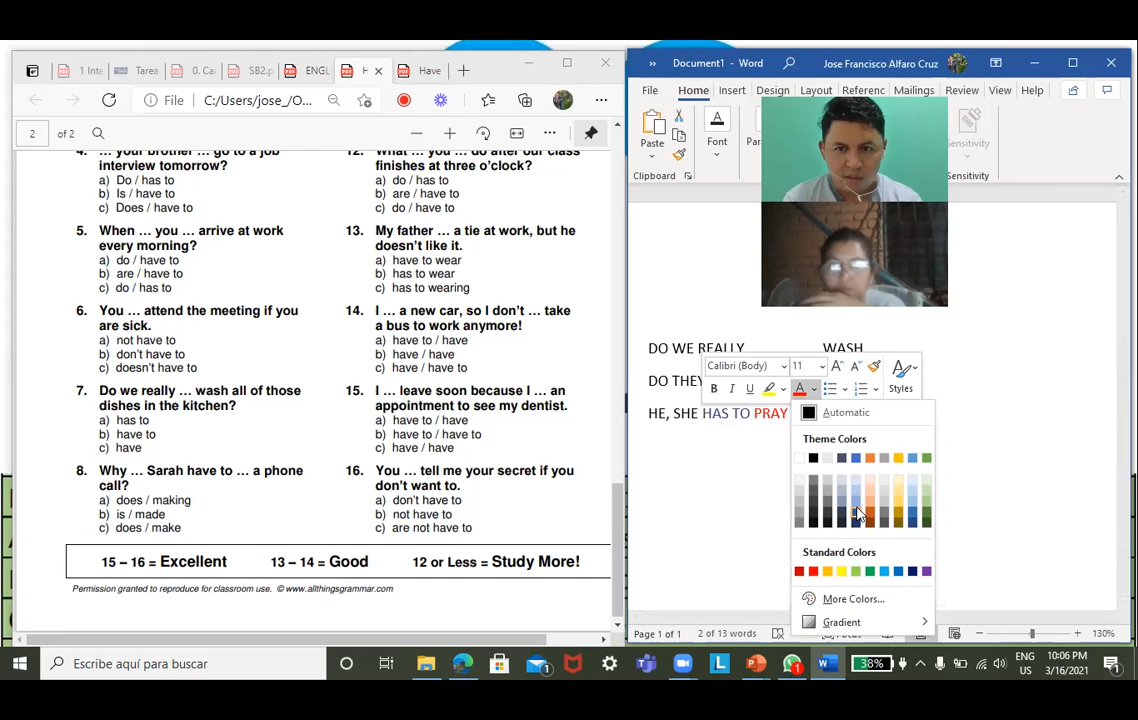 1 Inte
Tarea
0. Ca
SB2.p
ENGL
H
Have
File
C:/Users/jose_/O...
2 of 2
4. ... your brother ... go to a job
interview tomorrow?
a) Do / has to
b) Is / have to
c) Does / have to
5. When ... you ... arrive at work
every morning?
a) do / have to
b) are / have to
c) do / has to
6. You ... attend the meeting if you
are sick.
a) not have to
b) don't have to
c) doesn't have to
7. Do we really ... wash all of those
dishes in the kitchen?
a) has to
b) have to
c) have
8. Why ... Sarah have to ... a phone
call?
a) does / making
b) is / made
c) does / make
12. What ... you ... do after our class
finishes at three o'clock?
a) do / has to
b) are / have to
c) do / have to
13. My father ... a tie at work, but he
doesn't like it.
a) have to wear
b) has to wear
c) has to wearing
14. I ... a new car, so I don't ... take
a bus to work anymore!
a) have to / have
b) have / have
c) have / have to
15. I ... leave soon because I ... an
appointment to see my dentist.
a) have to / have
b) have to / have to
c) have / have to
16. You ... tell me your secret if you
don't want to.
a) don't have to
b) not have to
c) are not have to
15 – 16 = Excellent 13 – 14 = Good 12 or Less = Study More!
Permission granted to reproduce for classroom use. © www.allthingsgrammar.com
Document1 - Word
Jose Francisco Alfaro Cruz
File Home Insert Design Layout Referenc Mailings Review View Help
Paste
Font
Sensitivity
Clipboard
Sensitivity
DO WE REALLY WASH
Calibri (Body) 11
Styles
DO THEY
HE, SHE HAS TO PRAY
Automatic
Theme Colors
Standard Colors
More Colors...
Gradient
Page 1 of 1 2 of 13 words Focus 130%
Escribe aquí para buscar
38%
ENG
US
10:06 PM
3/16/2021